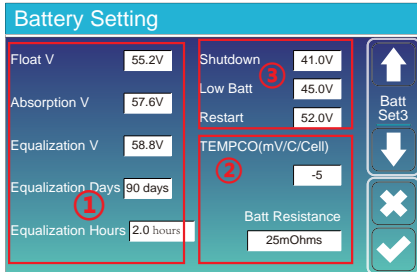 Battery Setting
Float V 55.2V
Absorption V 57.6V
Equalization V 58.8V
Equalization Days 90 days
Equalization Hours 2.0 hours
①
Shutdown 41.0V
Low Batt 45.0V
Restart 52.0V
③
TEMPCO(mV/C/Cell)
-5
②
Batt Resistance
25mOhms
Batt
Set3